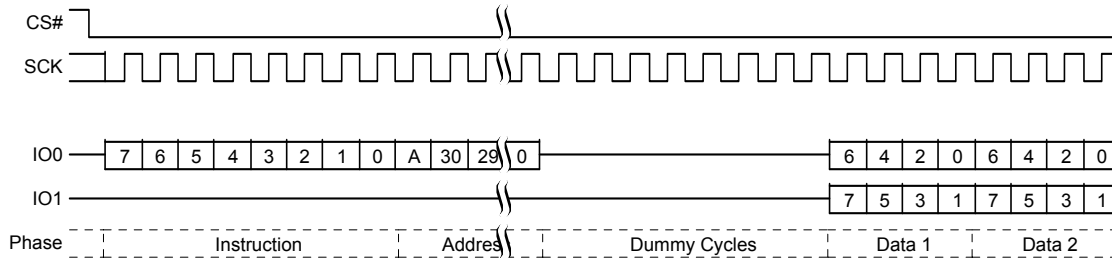 CS#
SCK
IO0 7 6 5 4 3 2 1 0 A 30 29 0 6 4 2 0 6 4 2 0
IO1 7 5 3 1 7 5 3 1
Phase Instruction Addres Dummy Cycles Data 1 Data 2